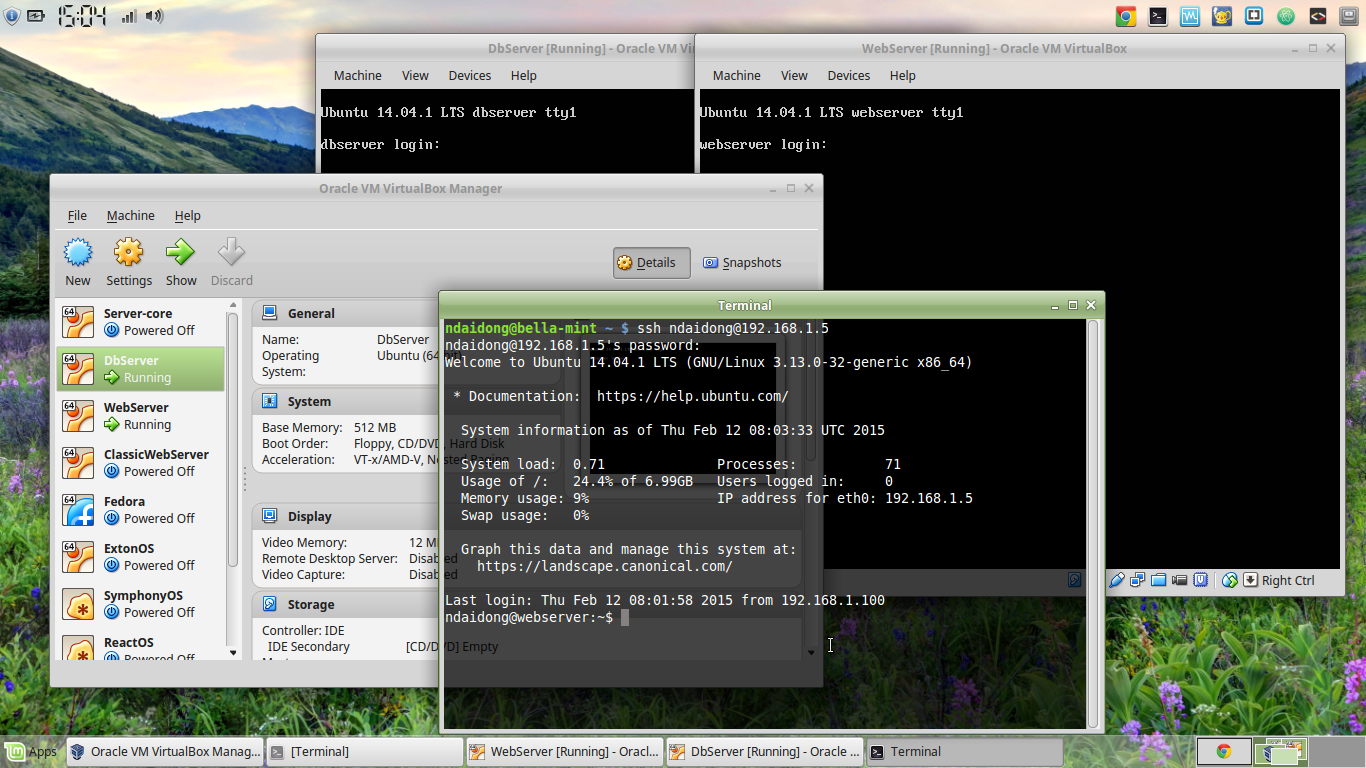 15:04
DbServer [Running] - Oracle VM Vi
Machine View Devices Help
Ubuntu 14.04.1 LTS dbserver tty1
dbserver login:
WebServer [Running] - Oracle VM VirtualBox
Machine View Devices Help
Ubuntu 14.04.1 LTS webserver tty1
webserver login:
Right Ctrl
Oracle VM VirtualBox Manager
File Machine Help
New Settings Show Discard
Details Snapshots
Server-core
Powered Off
DbServer
Running
WebServer
Running
ClassicWebServer
Powered Off
Fedora
Powered Off
ExtonOS
Powered Off
SymphonyOS
Powered Off
ReactOS
Powered Off
General
Name: DbServer
Operating Ubuntu (64
System:
System
Base Memory: 512 MB
Boot Order: Floppy, CD/DVD, Hard Disk
Acceleration: VT-x/AMD-V, Nested Paging
Display
Video Memory: 12 M
Remote Desktop Server: Disabled
Video Capture: Disabled
Storage
Controller: IDE
IDE Secondary [CD/DVD] Empty
Terminal
ndaidong@bella-mint ~ $ ssh ndaidong@192.168.1.5
ndaidong@192.168.1.5's password:
Welcome to Ubuntu 14.04.1 LTS (GNU/Linux 3.13.0-32-generic x86_64)
* Documentation: https://help.ubuntu.com/
System information as of Thu Feb 12 08:03:33 UTC 2015
System load: 0.71 Processes: 71
Usage of /: 24.4% of 6.99GB Users logged in: 0
Memory usage: 9% IP address for eth0: 192.168.1.5
Swap usage: 0%
Graph this data and manage this system at:
https://landscape.canonical.com/
Last login: Thu Feb 12 08:01:58 2015 from 192.168.1.100
ndaidong@webserver:~$
Apps
Oracle VM VirtualBox Manag...
[Terminal]
WebServer [Running] - Oracl...
DbServer [Running] - Oracle ...
Terminal